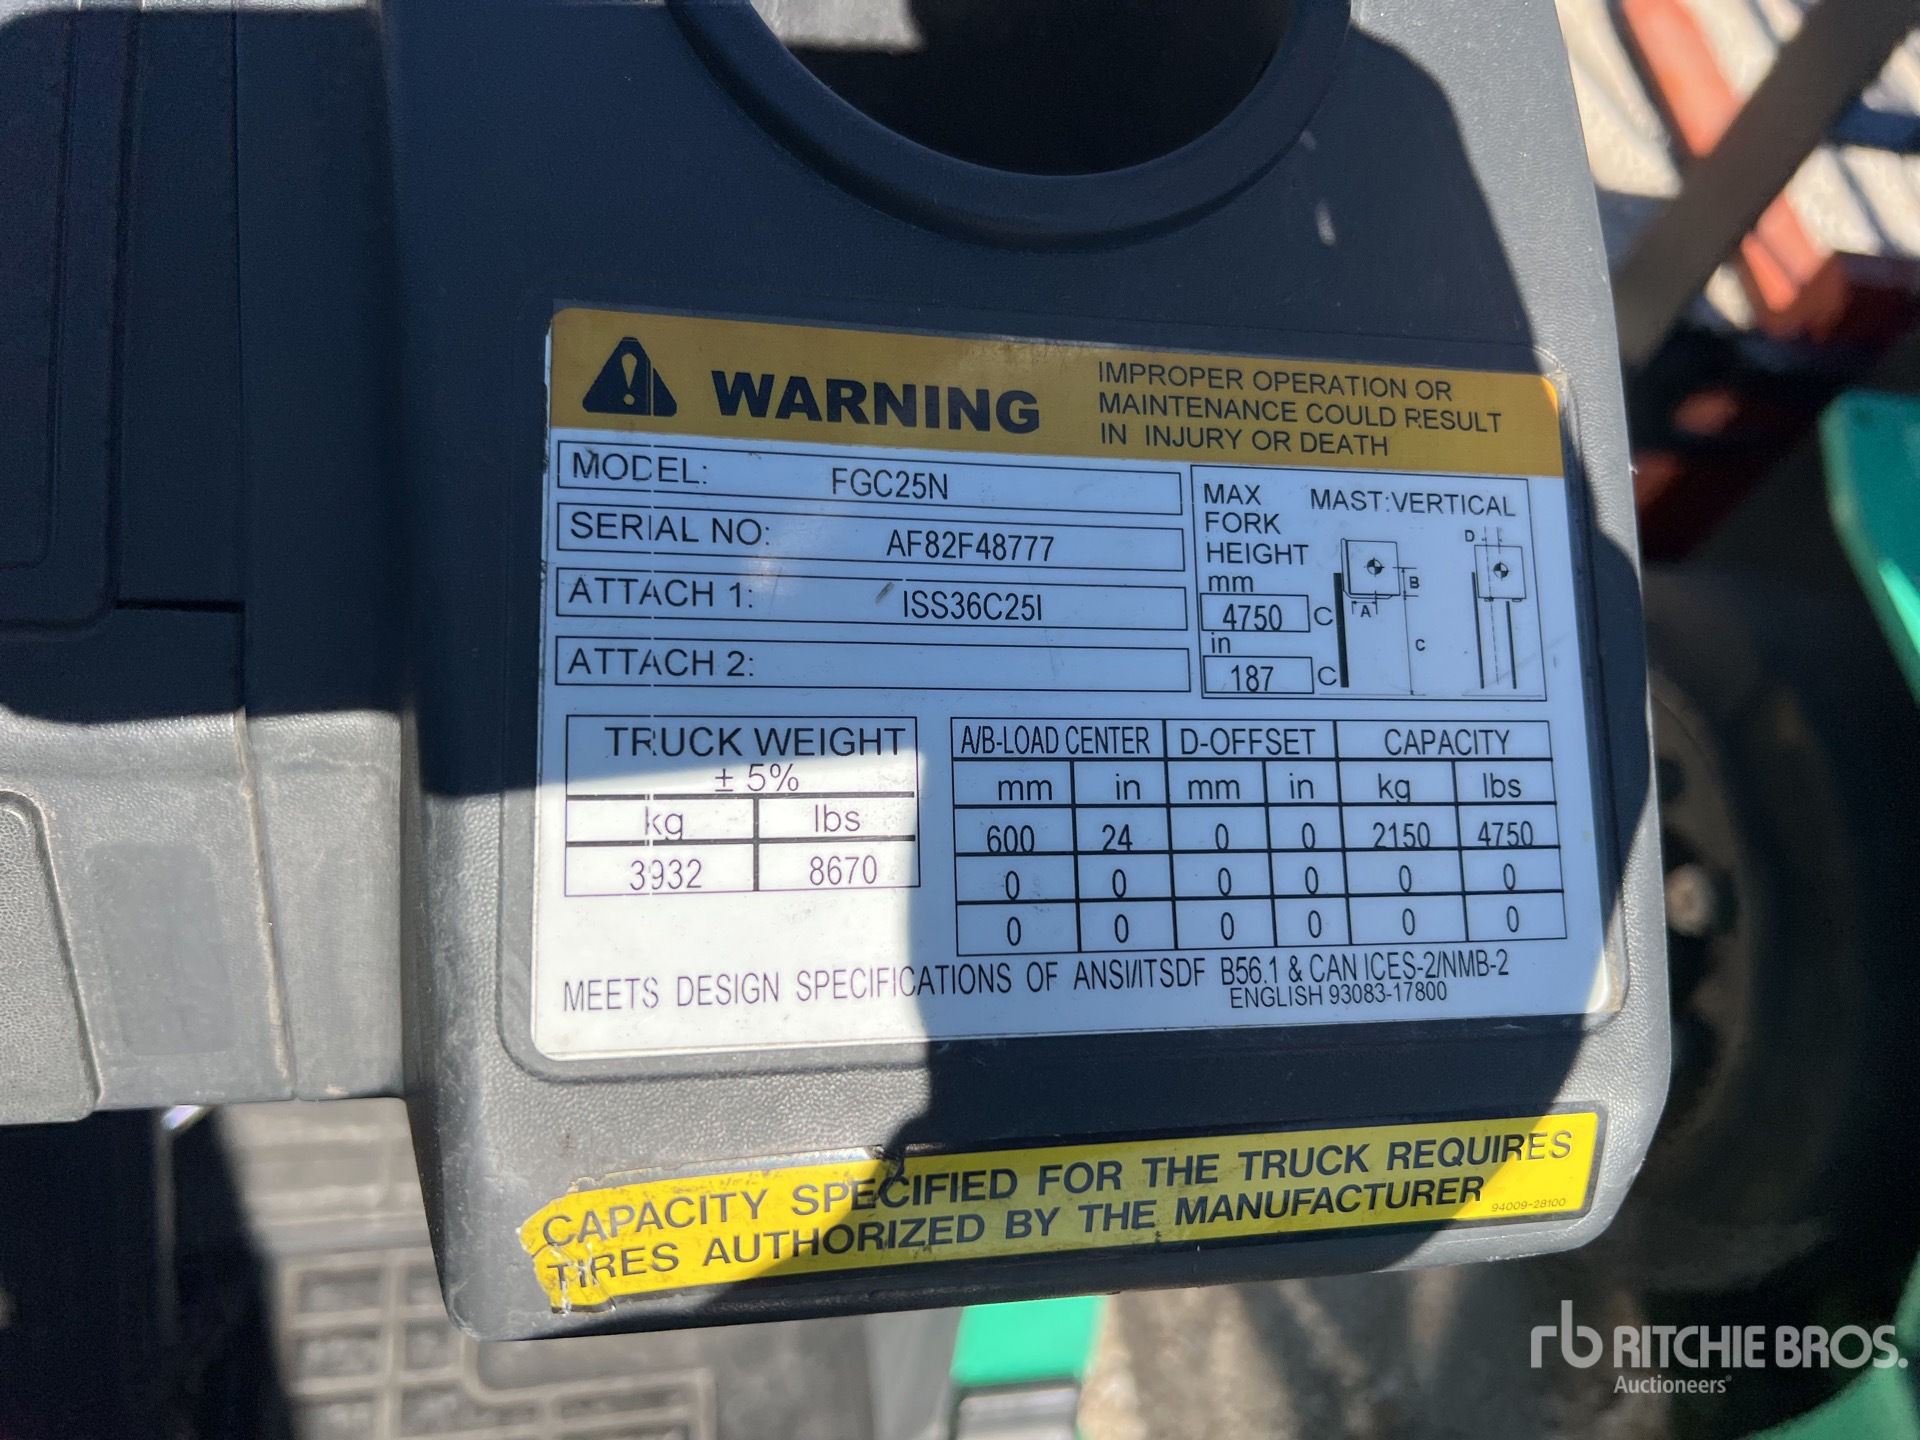 WARNING
IMPROPER OPERATION OR
MAINTENANCE COULD RESULT
IN INJURY OR DEATH
MODEL: FGC25N
SERIAL NO: AF82F48777
ATTACH 1: ISS36C25I
ATTACH 2:
MAX FORK HEIGHT
MAST:VERTICAL
mm
4750 C
in
187 C
A
B
C
D
TRUCK WEIGHT
± 5%
kg lbs
3932 8670
A/B-LOAD CENTER D-OFFSET CAPACITY
mm in mm in kg lbs
600 24 0 0 2150 4750
0 0 0 0 0 0
0 0 0 0 0 0
MEETS DESIGN SPECIFICATIONS OF ANSI/ITSDF B56.1 & CAN ICES-2/NMB-2
ENGLISH 93083-17800
CAPACITY SPECIFIED FOR THE TRUCK REQUIRES
TIRES AUTHORIZED BY THE MANUFACTURER
94009-28100
rb RITCHIE BROS.
Auctioneers